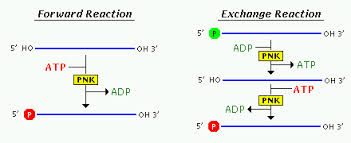 Forward Reaction
5' HO OH 3'
ATP
PNK
ADP
5' P OH 3'
Exchange Reaction
5' P OH 3'
ADP
PNK
ATP
5' HO OH 3'
ATP
PNK
ADP
5' P OH 3'